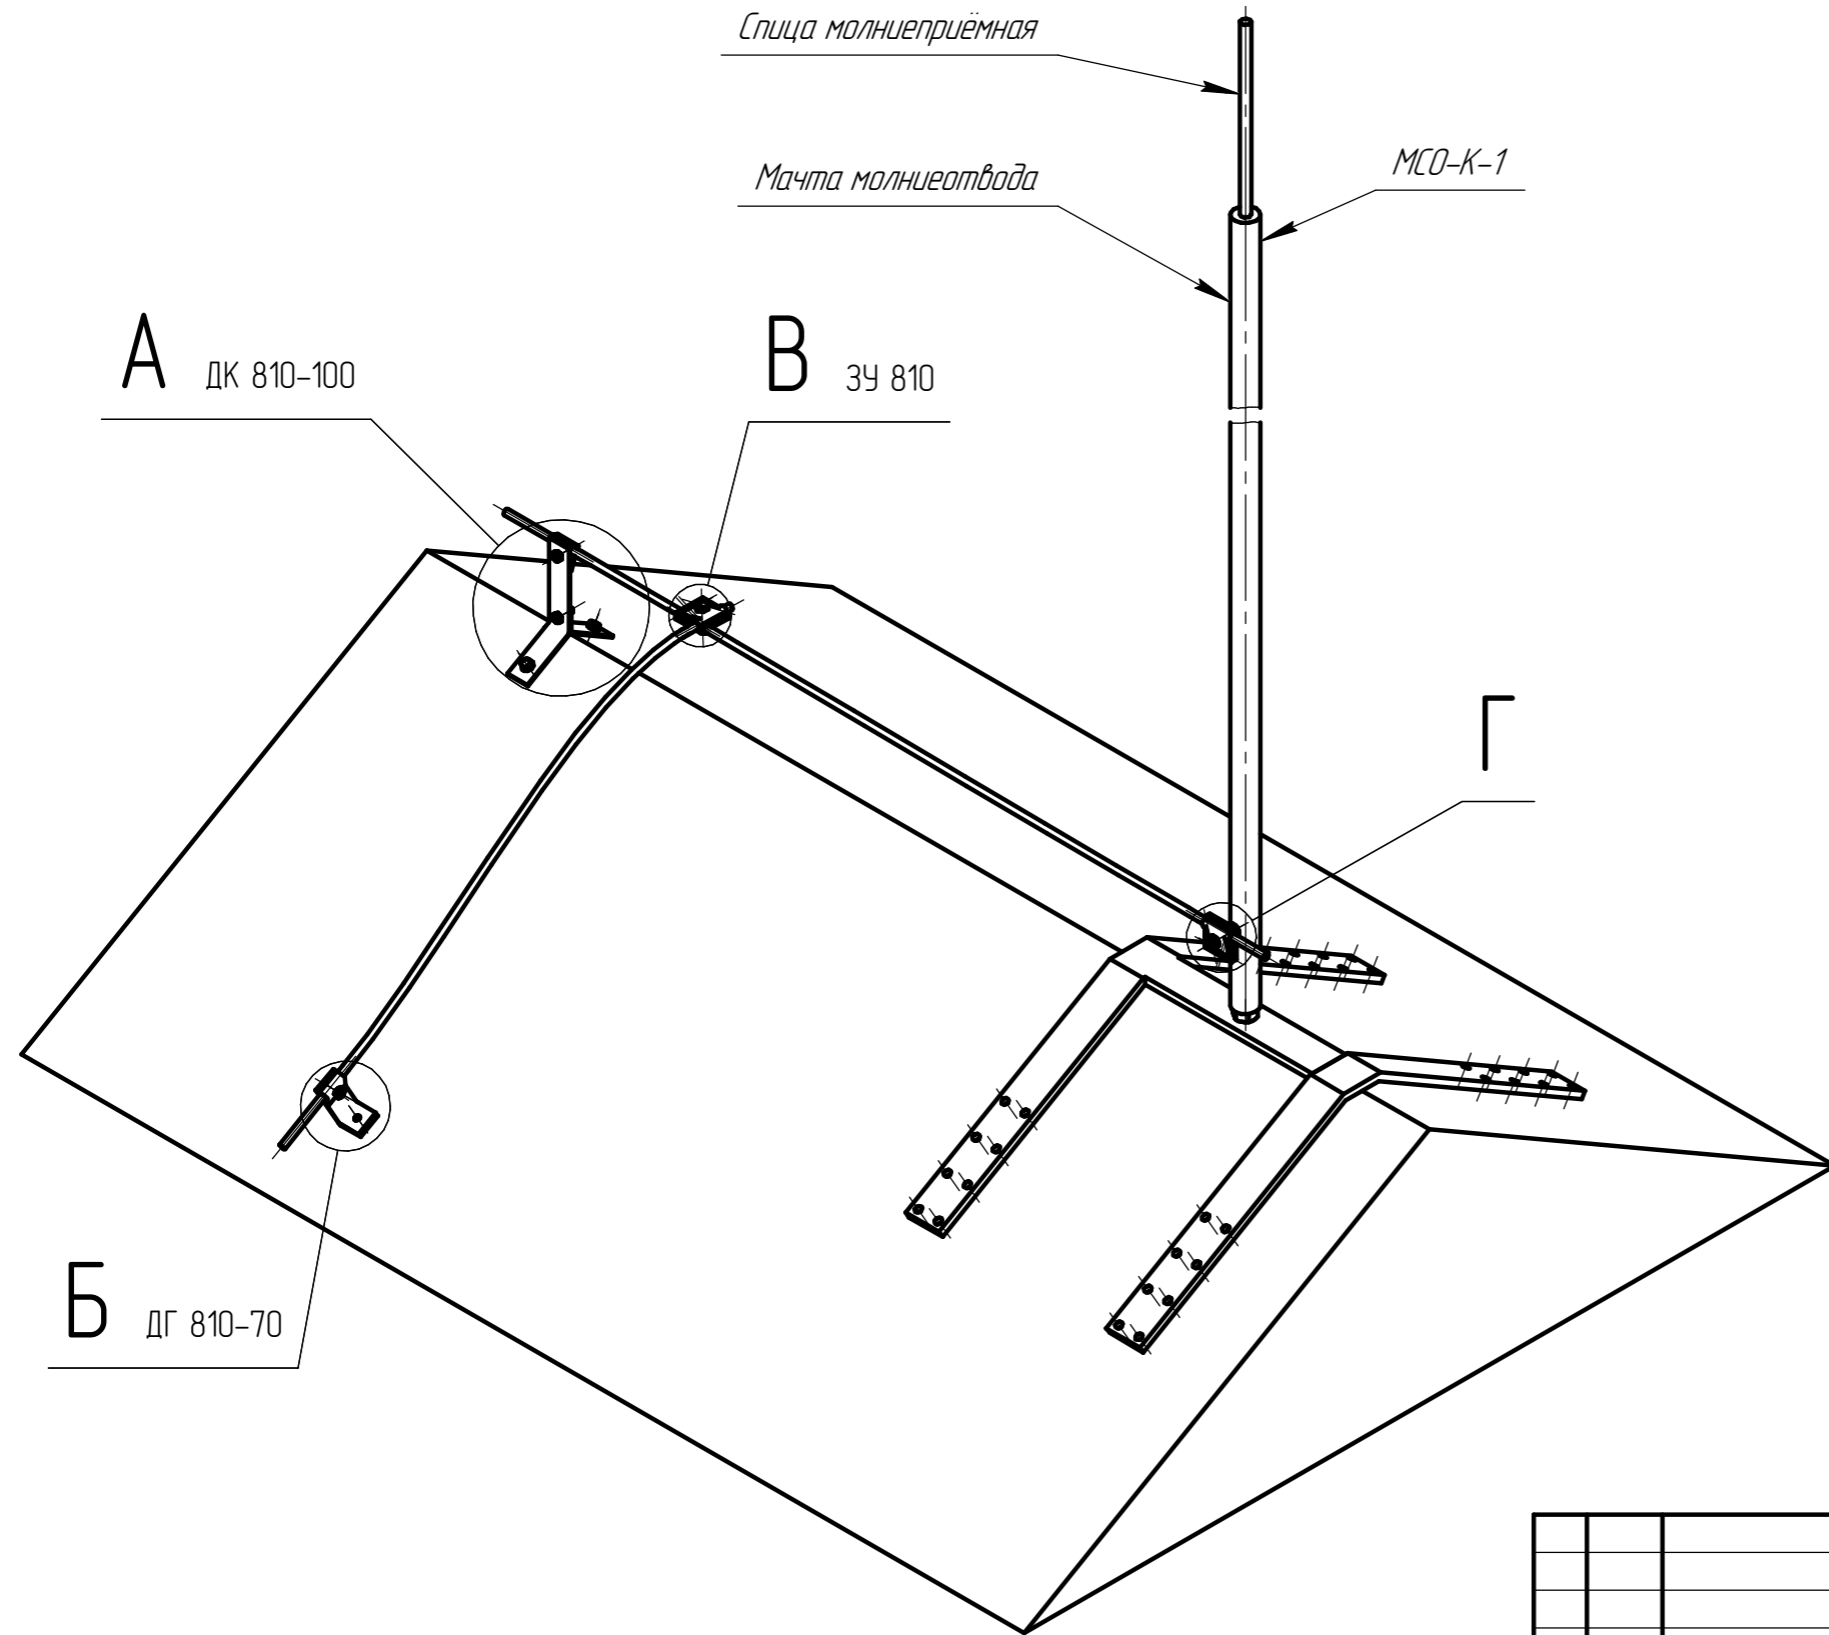 Спица молниеприёмная
Мачта молниеотвода
МСО-К-1
А ДК 810-100
В ЗУ 810
Г
Б ДГ 810-70